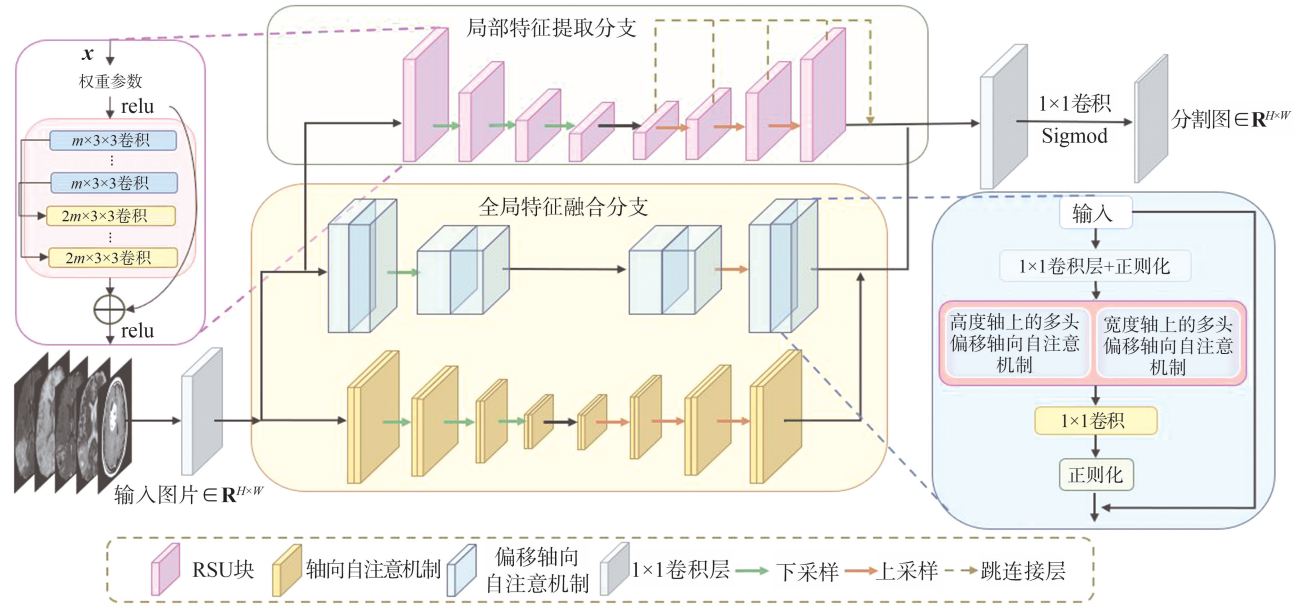 局部特征提取分支
x
权重参数
relu
m×3×3卷积
⋮
m×3×3卷积
2m×3×3卷积
⋮
2m×3×3卷积
relu
1×1卷积
Sigmod
分割图∈R^{H×W}
全局特征融合分支
输入
1×1卷积层+正则化
高度轴上的多头
偏移轴向自注意
机制
宽度轴上的多头
偏移轴向自注意
机制
1×1卷积
正则化
输入图片∈R^{H×W}
RSU块
轴向自注意机制
偏移轴向
自注意机制
1×1卷积层
下采样
上采样
跳连接层